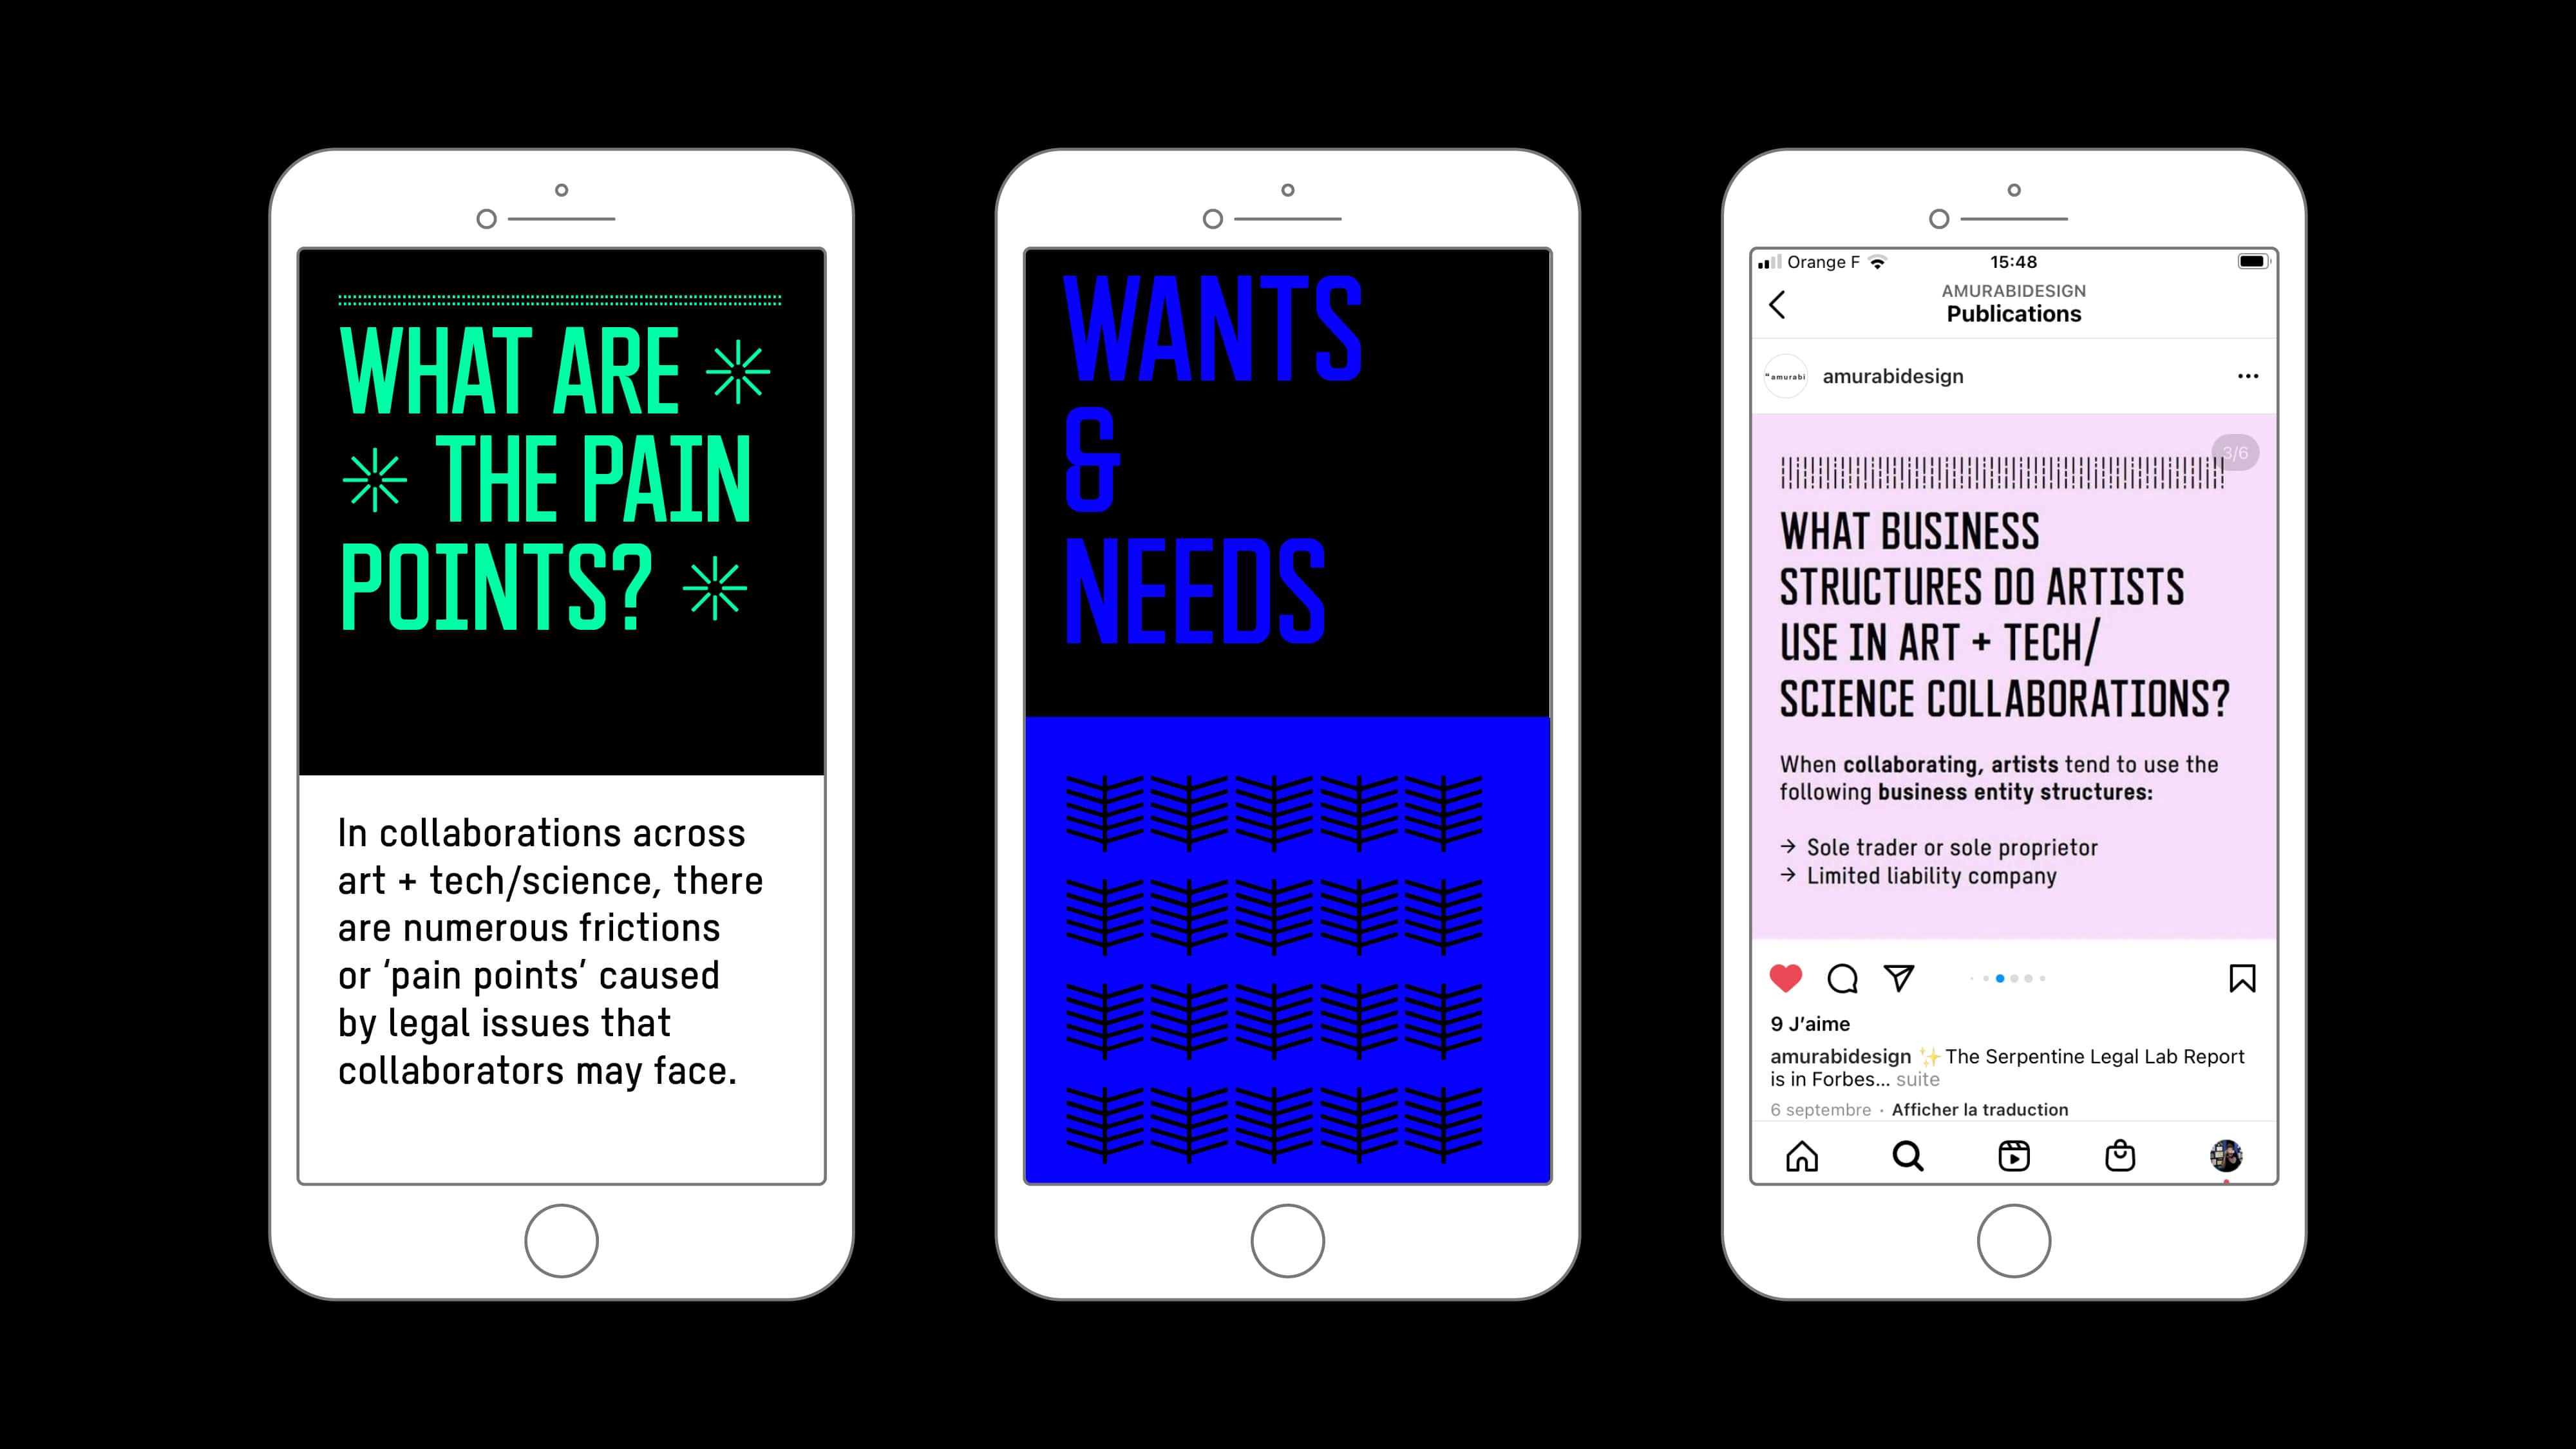 WHAT ARE
THE PAIN
POINTS?
In collaborations across
art + tech/science, there
are numerous frictions
or ‘pain points’ caused
by legal issues that
collaborators may face.
WANTS
&
NEEDS
Orange F
15:48
AMURABIDESIGN
Publications
"amurabi
amurabidesign
3/6
WHAT BUSINESS
STRUCTURES DO ARTISTS
USE IN ART + TECH/
SCIENCE COLLABORATIONS?
When collaborating, artists tend to use the
following business entity structures:
→ Sole trader or sole proprietor
→ Limited liability company
9 J’aime
amurabidesign ✨ The Serpentine Legal Lab Report
is in Forbes... suite
6 septembre · Afficher la traduction